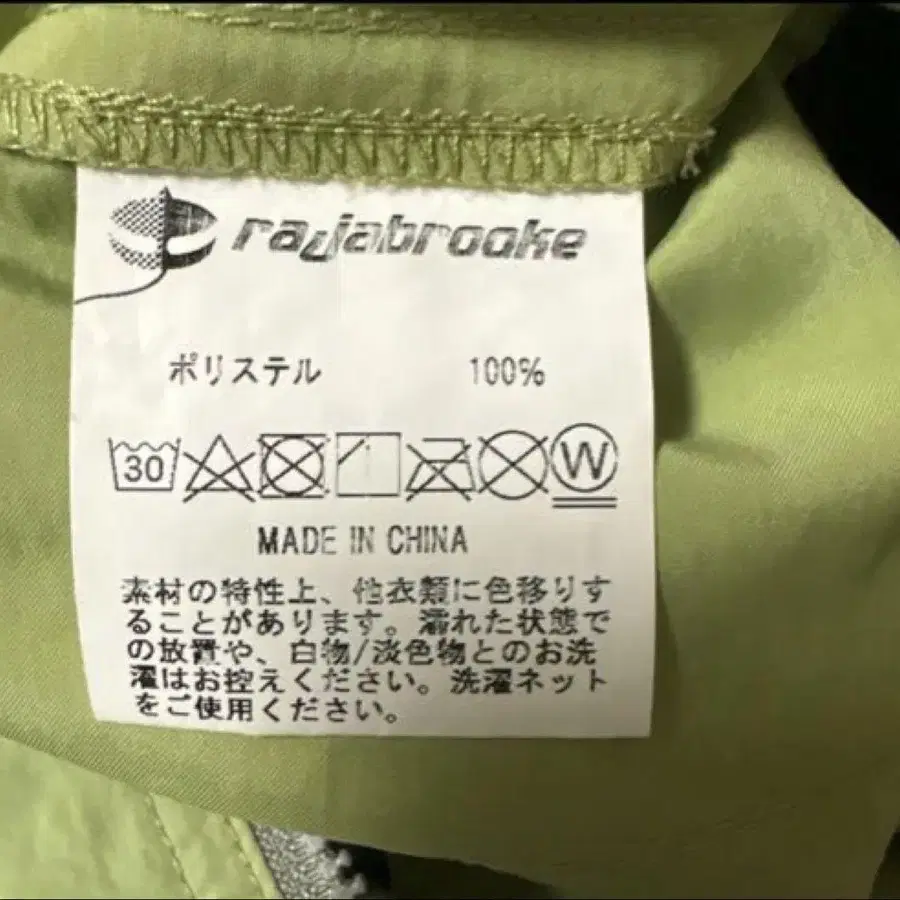 rajabrooke
ポリステル 100%
30
W
MADE IN CHINA
素材の特性上、他衣類に色移りす
ることがあります。濡れた状態で
の放置や、白物/淡色物とのお洗
濯はお控えください。洗濯ネット
をご使用ください。